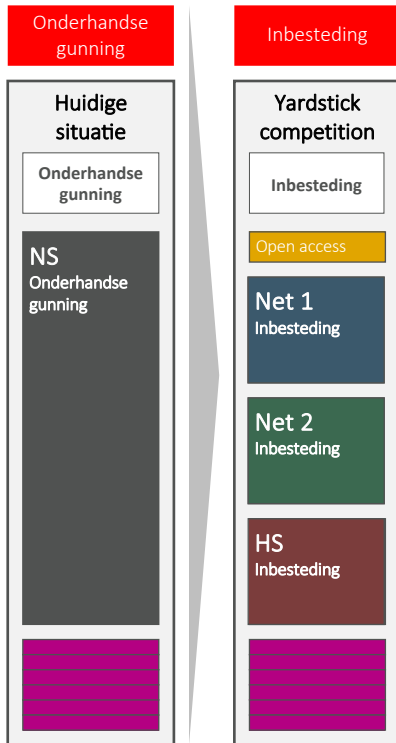 Onderhandse
gunning
Huidige
situatie
Onderhandse
gunning
NS
Onderhandse
gunning
Inbesteding
Yardstick
competition
Inbesteding
Open access
Net 1
Inbesteding
Net 2
Inbesteding
HS
Inbesteding